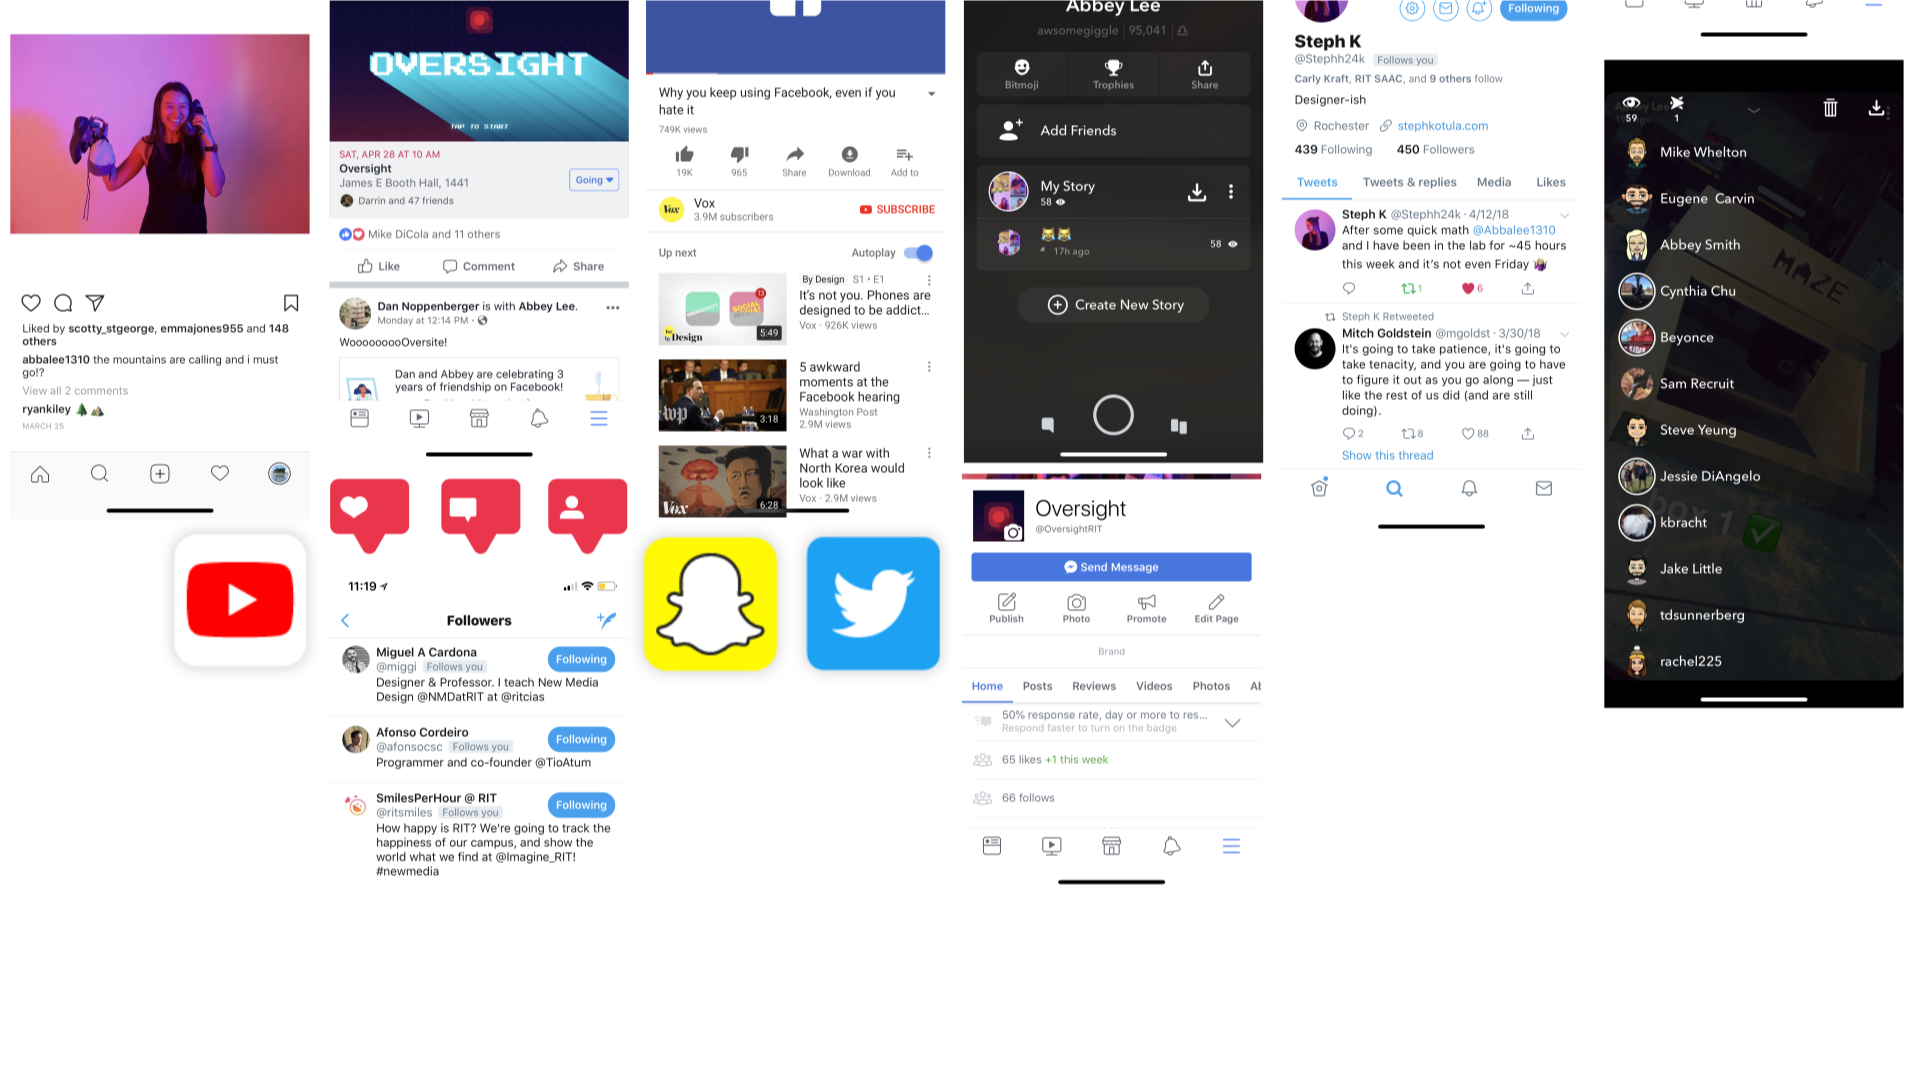 Liked by scotty_stgeorge, emmajones955 and 148
others
abbalee1310 the mountains are calling and i must
go!?
View all 2 comments
ryankiley
MARCH 25
OVERSIGHT
TAP TO START
SAT, APR 28 AT 10 AM
Oversight
James E Booth Hall, 1441
Going
Darrin and 47 friends
Mike DiCola and 11 others
Like
Comment
Share
Dan Noppenberger is with Abbey Lee.
Monday at 12:14 PM ·
WooooooooOversite!
Dan and Abbey are celebrating 3
years of friendship on Facebook!
11:19
Followers
Miguel A Cardona
@miggi Follows you
Following
Designer & Professor. I teach New Media
Design @NMDatRIT at @ritcias
Afonso Cordeiro
@afonsocsc Follows you
Following
Programmer and co-founder @TioAtum
SmilesPerHour @ RIT
@ritsmiles Follows you
Following
How happy is RIT? We're going to track the
happiness of our campus, and show the
world what we find at @Imagine_RIT!
#newmedia
Why you keep using Facebook, even if you
hate it
749K views
19K
965
Share
Download
Add to
Vox
Vox
3.9M subscribers
SUBSCRIBE
Up next
Autoplay
SOCIAL
13
by Design
5:49
By Design S1 · E1
It's not you. Phones are
designed to be addict...
Vox · 926K views
wp
3:18
5 awkward
moments at the
Facebook hearing
Washington Post
2.9M views
Vox
6:28
What a war with
North Korea would
look like
Vox · 2.9M views
Abbey Lee
awsomegiggle | 95,041 |
Bitmoji
Trophies
Share
Add Friends
My Story
58
17h ago
58
Create New Story
Oversight
@OversightRIT
Send Message
Publish
Photo
Promote
Edit Page
Brand
Home
Posts
Reviews
Videos
Photos
Al
50% response rate, day or more to res...
Respond faster to turn on the badge
65 likes +1 this week
66 follows
Following
Steph K
@Stephh24k Follows you
Carly Kraft, RIT SAAC, and 9 others follow
Designer-ish
Rochester stephkotula.com
439 Following 450 Followers
Tweets
Tweets & replies
Media
Likes
Steph K @Stephh24k · 4/12/18
After some quick math @Abbalee1310
and I have been in the lab for ~45 hours
this week and it's not even Friday
1
6
Steph K Retweeted
Mitch Goldstein @mgoldst · 3/30/18
It's going to take patience, it's going to
take tenacity, and you are going to have
to figure it out as you go along — just
like the rest of us did (and are still
doing).
2
8
88
Show this thread
59
1
Abbey Lee
Mike Whelton
Eugene Carvin
Abbey Smith
Cynthia Chu
MAZE
Beyonce
Sam Recruit
Steve Yeung
Jessie DiAngelo
box 1
kbracht
Jake Little
tdsunnerberg
rachel225